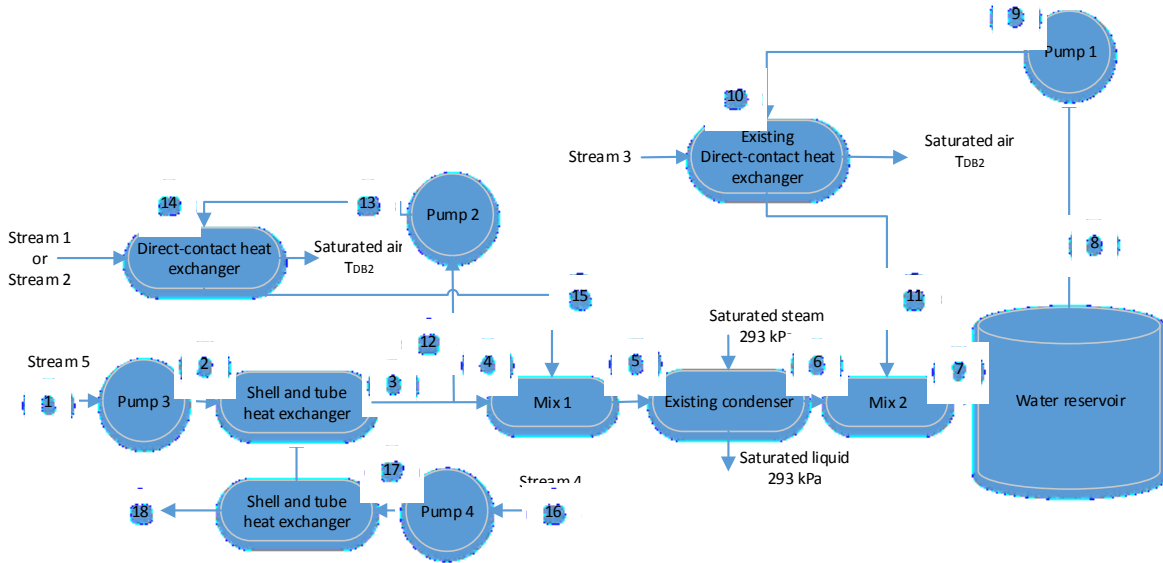 9
Pump 1
10
Existing
Direct-contact heat
exchanger
Stream 3
Saturated air
TDB2
14
13
Pump 2
Stream 1
or
Stream 2
Direct-contact heat
exchanger
Saturated air
TDB2
8
15
11
Saturated steam
293
12
Stream 5
2
3
4
5
6
7
1
Pump 3
Shell and tube
heat exchanger
Mix 1
Existing condenser
Mix 2
Water reservoir
Saturated liquid
293 kPa
17
Stream 4
18
Shell and tube
heat exchanger
Pump 4
16